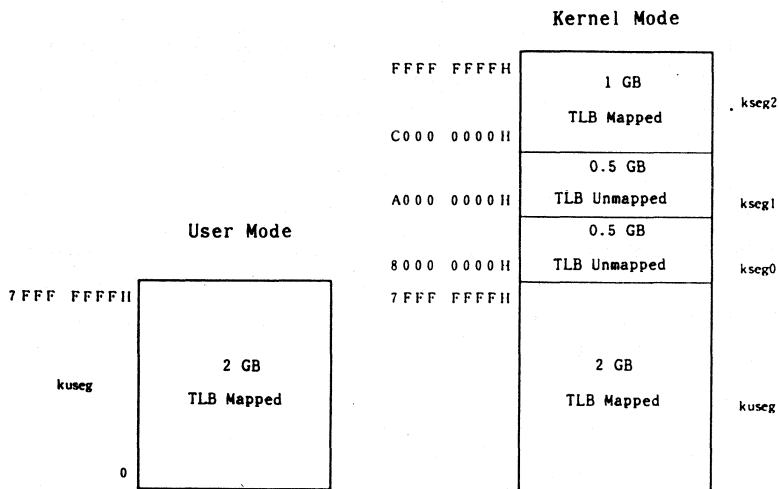 Kernel Mode
FFFF FFFFH
1 GB
TLB Mapped
kseg2
C000 0000H
0.5 GB
TLB Unmapped
kseg1
A000 0000H
0.5 GB
TLB Unmapped
kseg0
8000 0000H
7FFF FFFFH
2 GB
TLB Mapped
kuseg
User Mode
7FFF FFFFH
2 GB
TLB Mapped
kuseg
0